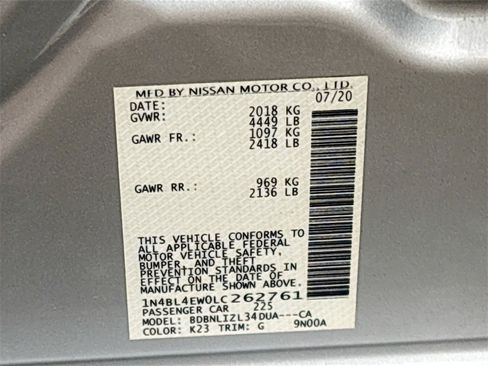 MFD BY NISSAN MOTOR CO., LTD.
DATE: 07/20
GVWR: 2018 KG
4449 LB
GAWR FR.: 1097 KG
2418 LB
GAWR RR.: 969 KG
2136 LB
THIS VEHICLE CONFORMS TO
ALL APPLICABLE FEDERAL
MOTOR VEHICLE SAFETY,
BUMPER, AND THEFT
PREVENTION STANDARDS IN
EFFECT ON THE DATE OF
MANUFACTURE SHOWN ABOVE.
1N4BL4EW0LC262761
PASSENGER CAR 225
MODEL: BDBNLIZL34DUA---CA
COLOR: K23 TRIM: G 9N00A